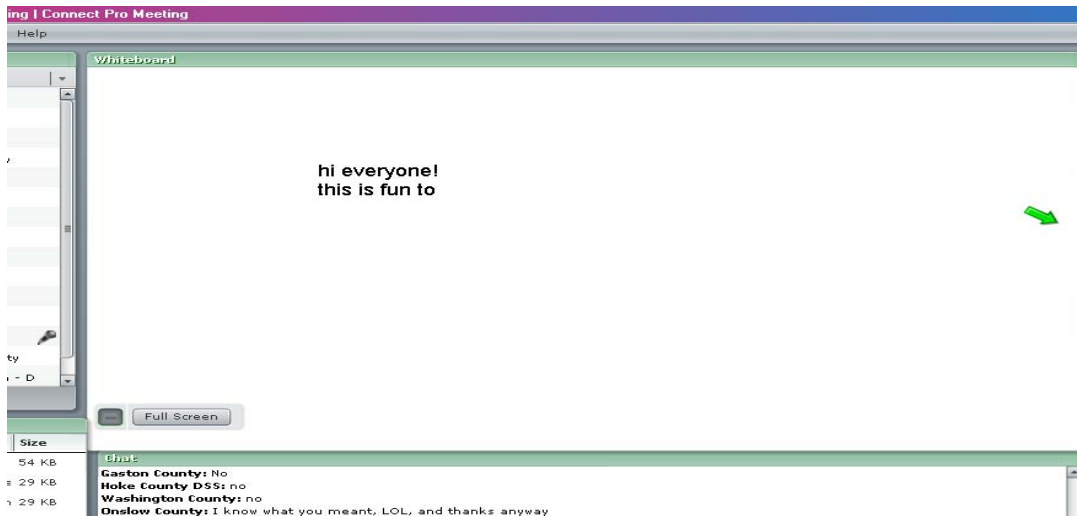 ing | Connect Pro Meeting
Help
Whiteboard
hi everyone!
this is fun to
ty
- D
Full Screen
Size
54 KB
29 KB
29 KB
Chat
Gaston County: No
Hoke County DSS: no
Washington County: no
Onslow County: I know what you meant, LOL, and thanks anyway